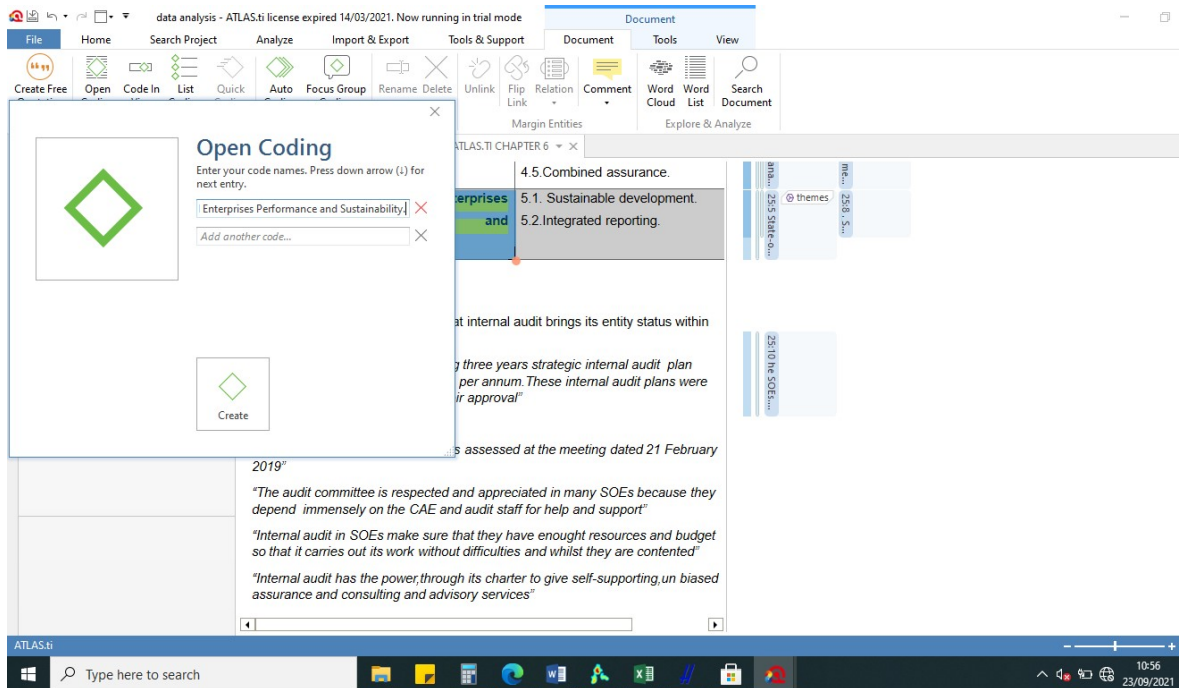 data analysis - ATLAS.ti license expired 14/03/2021. Now running in trial mode
Document
File Home Search Project Analyze Import & Export Tools & Support Document Tools View
Create Free
Open
Code In
List
Quick
Auto
Focus Group
Rename Delete Unlink
Flip Link
Relation
Comment
Word Cloud
Word List
Search Document
Margin Entities
Explore & Analyze
ATLAS.TI CHAPTER 6
Open Coding
Enter your code names. Press down arrow (↓) for
next entry.
Enterprises Performance and Sustainability.
Add another code...
Create
4.5.Combined assurance.
erprises 5.1. Sustainable development.
and 5.2.Integrated reporting.
at internal audit brings its entity status within
three years strategic internal audit plan
per annum.These internal audit plans were
ir approval”
s assessed at the meeting dated 21 February
2019”
“The audit committee is respected and appreciated in many SOEs because they
depend immensely on the CAE and audit staff for help and support”
“Internal audit in SOEs make sure that they have enought resources and budget
so that it carries out its work without difficulties and whilst they are contented”
“Internal audit has the power,through its charter to give self-supporting,un biased
assurance and consulting and advisory services”
ana...
me...
25:5 State-o...
themes
25:8 . S...
25:10 he SOEs....
ATLAS.ti
Type here to search
10:56
23/09/2021